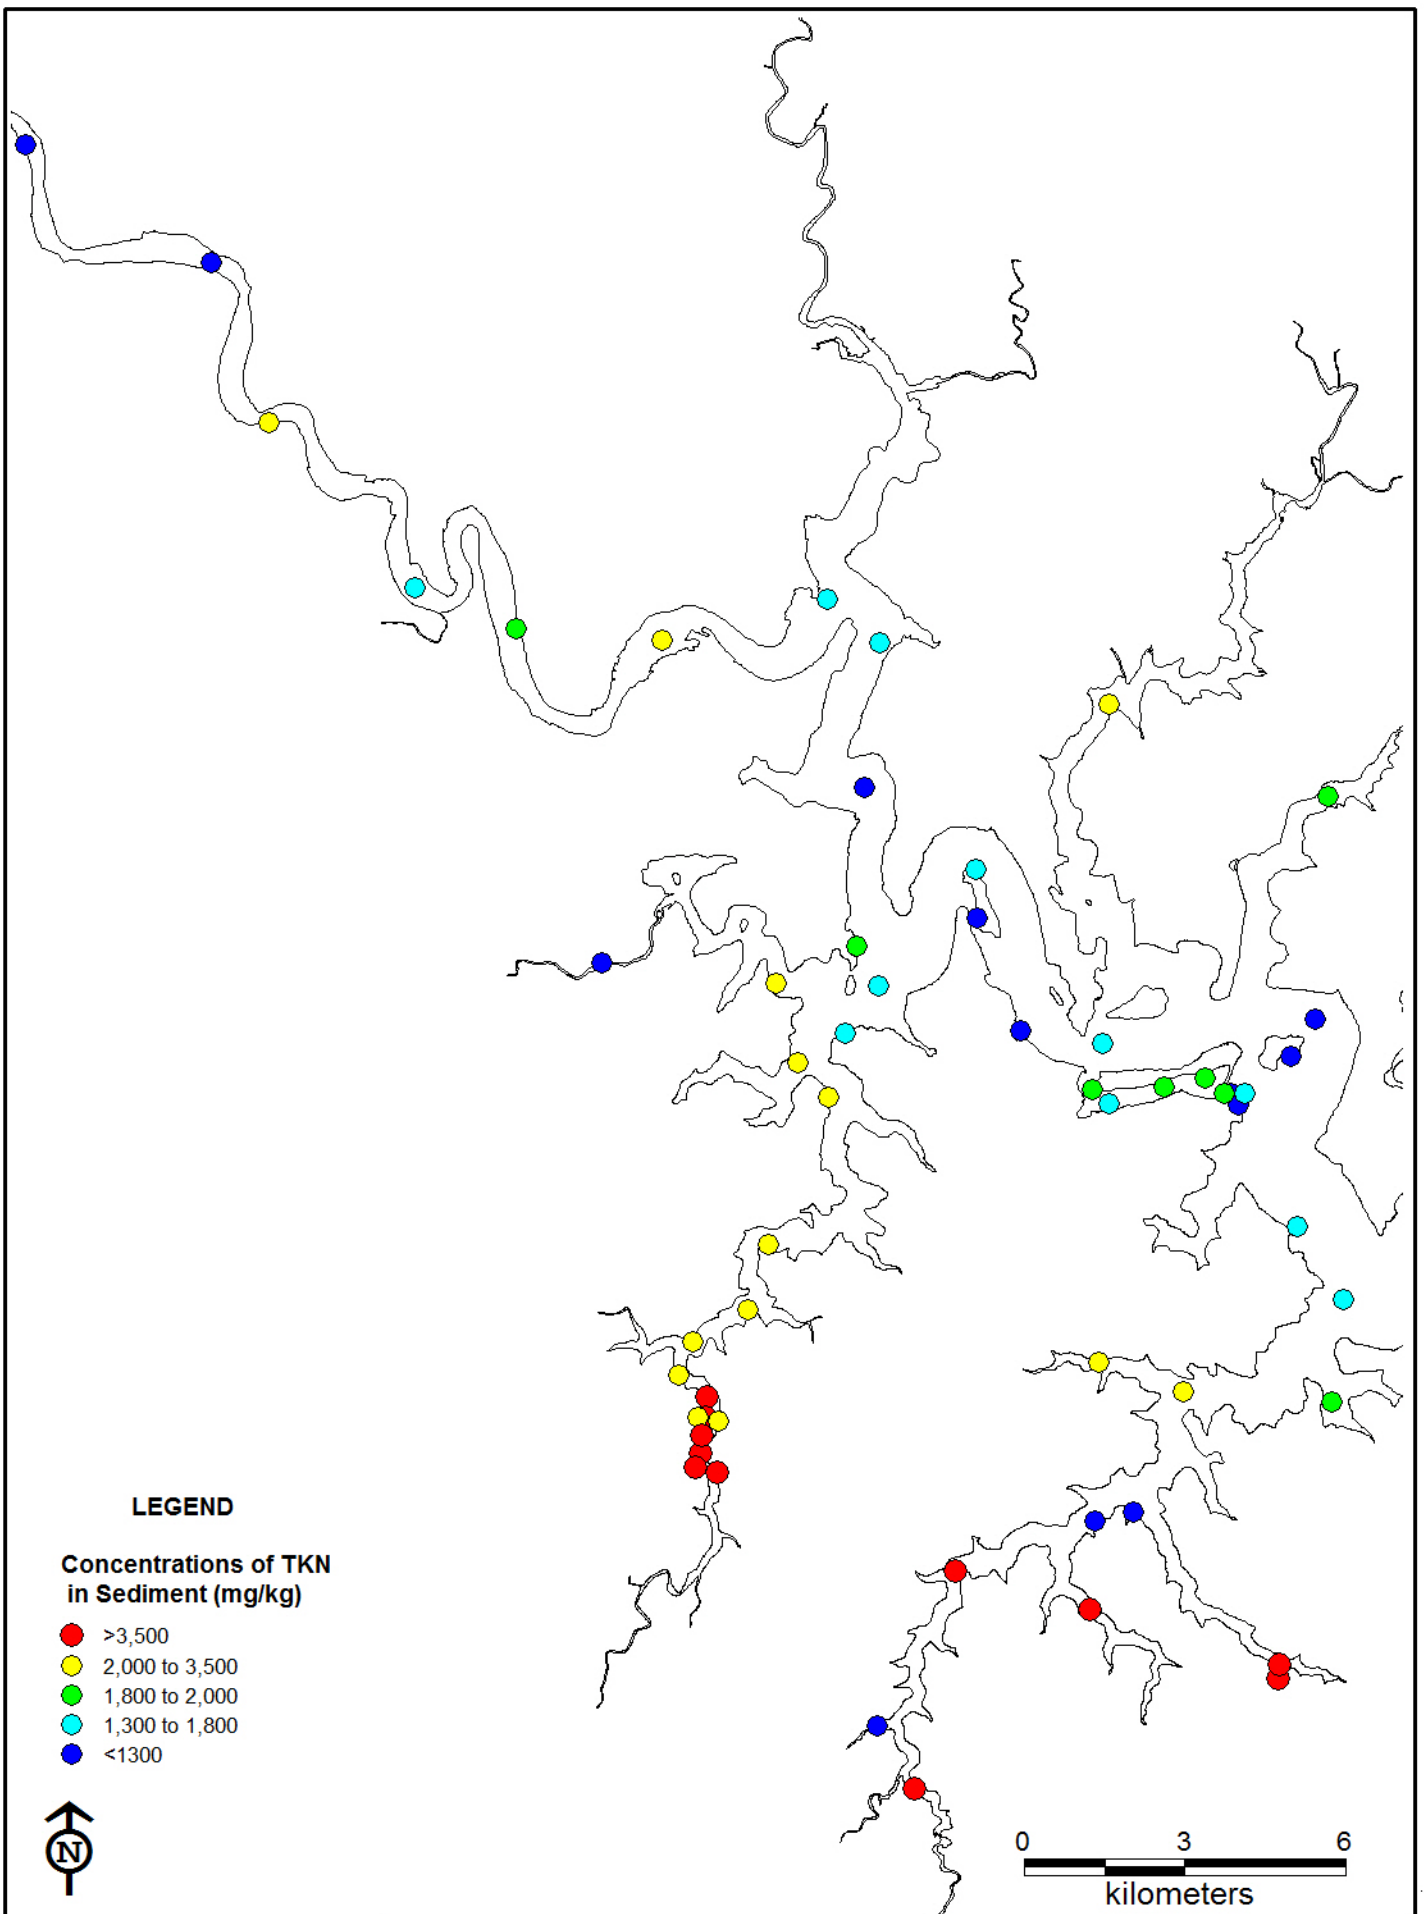 LEGEND
Concentrations of TKN
in Sediment (mg/kg)
>3,500
2,000 to 3,500
1,800 to 2,000
1,300 to 1,800
<1300
N
0 3 6
kilometers